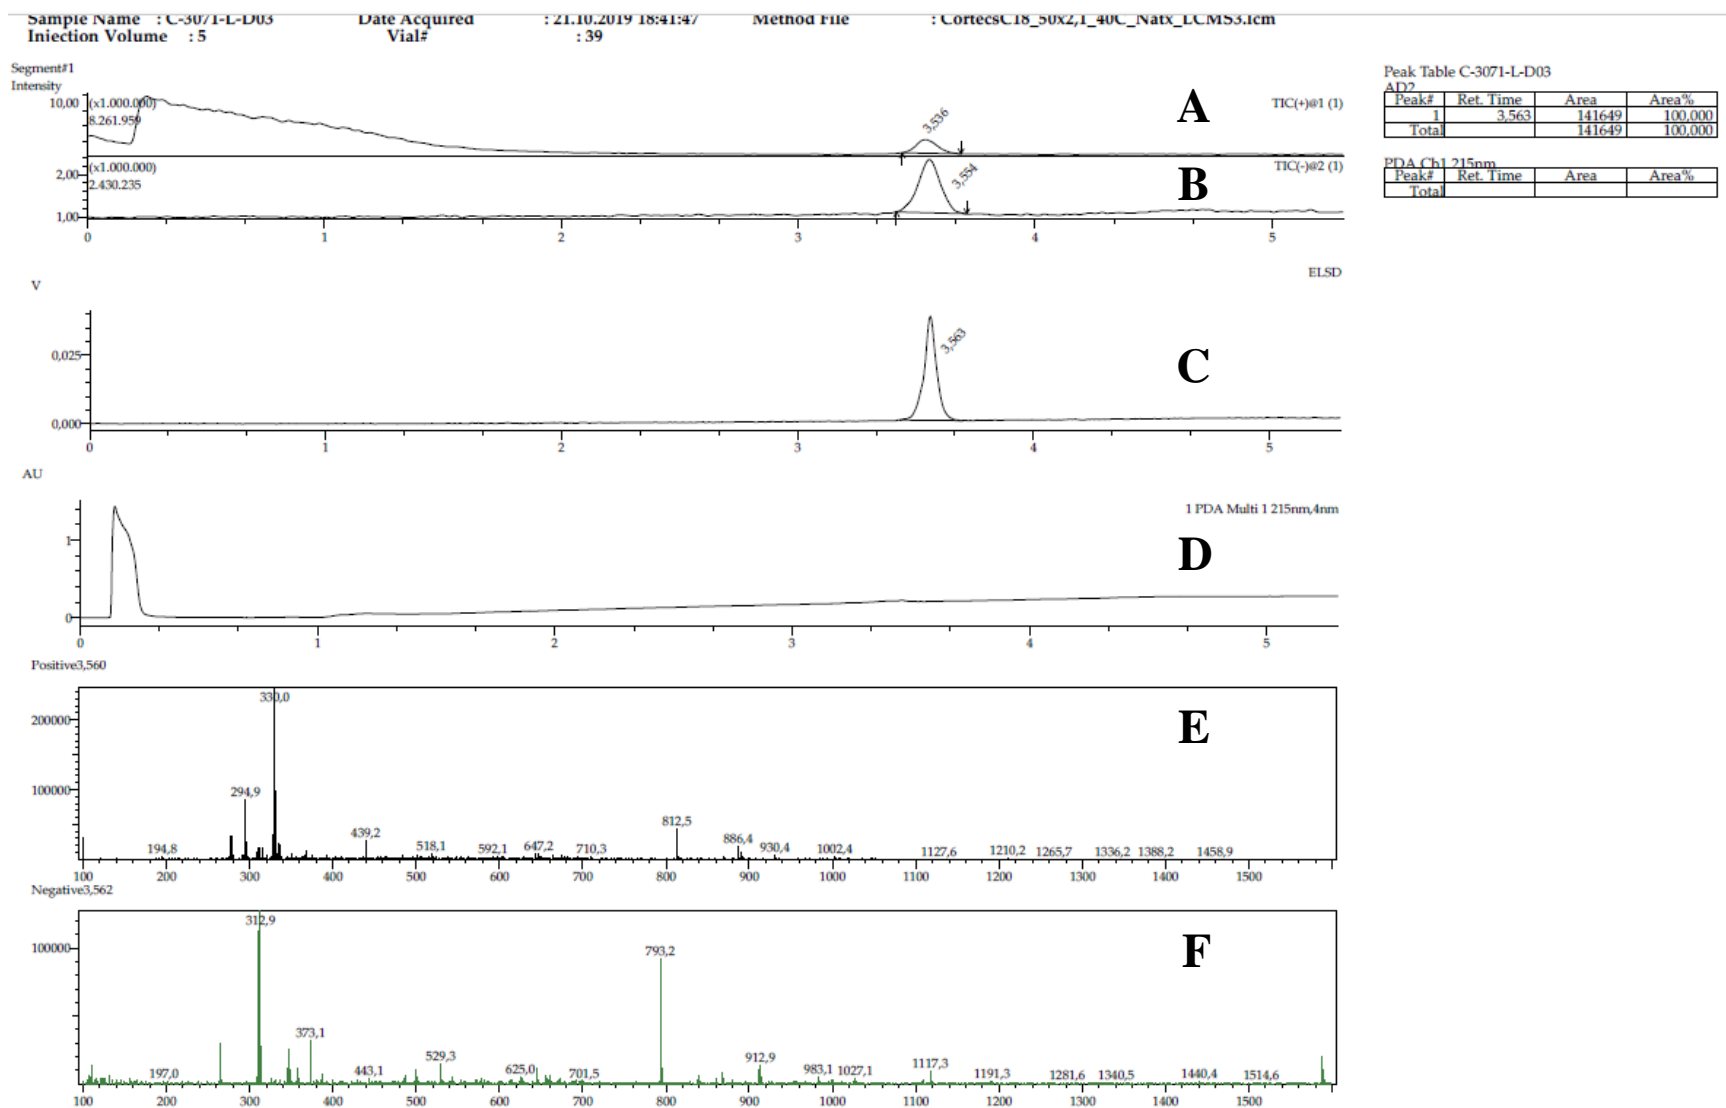 Sample Name : C-3071-L-D03 Date Acquired : 21.10.2019 18:41:47 Method File : CortecsC18_50x2,1_40C_Natx_LCMS3.lcm
Injection Volume : 5 Vial# : 39
Segment#1
Intensity
10,00 (x1.000.000) TIC(+)@1 (1)
8.261.959
3,536
A
(x1.000.000) TIC(-)@2 (1)
2,00
2.430.235
3,554
B
1,00
0 1 2 3 4 5
Peak Table C-3071-L-D03
AD2
Peak# Ret. Time Area Area%
1 3,563 141649 100,000
Total 141649 100,000
PDA Ch1 215nm
Peak# Ret. Time Area Area%
Total
ELSD
V
0,025
3,563
C
0,000
0 1 2 3 4 5
AU
1 PDA Multi 1 215nm,4nm
1
D
0
0 1 2 3 4 5
Positive3,560
330,0
200000
E
100000
294,9
194,8 439,2 518,1 592,1 647,2 710,3 812,5 886,4 930,4 1002,4 1127,6 1210,2 1265,7 1336,2 1388,2 1458,9
100 200 300 400 500 600 700 800 900 1000 1100 1200 1300 1400 1500
Negative3,562
312,9
100000
793,2
F
197,0 373,1 443,1 529,3 625,0 701,5 912,9 983,1 1027,1 1117,3 1191,3 1281,6 1340,5 1440,4 1514,6
100 200 300 400 500 600 700 800 900 1000 1100 1200 1300 1400 1500